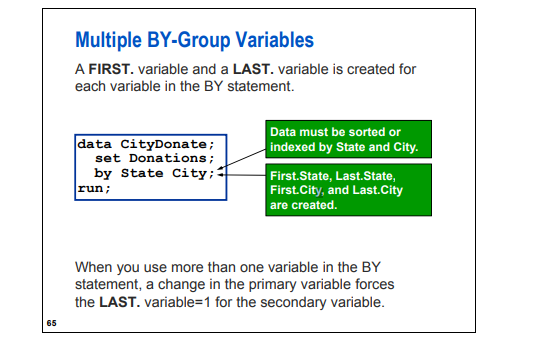 Multiple BY-Group Variables
A FIRST. variable and a LAST. variable is created for
each variable in the BY statement.
data CityDonate;
set Donations;
by State City;
run;
Data must be sorted or
indexed by State and City.
First.State, Last.State,
First.City, and Last.City
are created.
When you use more than one variable in the BY
statement, a change in the primary variable forces
the LAST. variable=1 for the secondary variable.
65